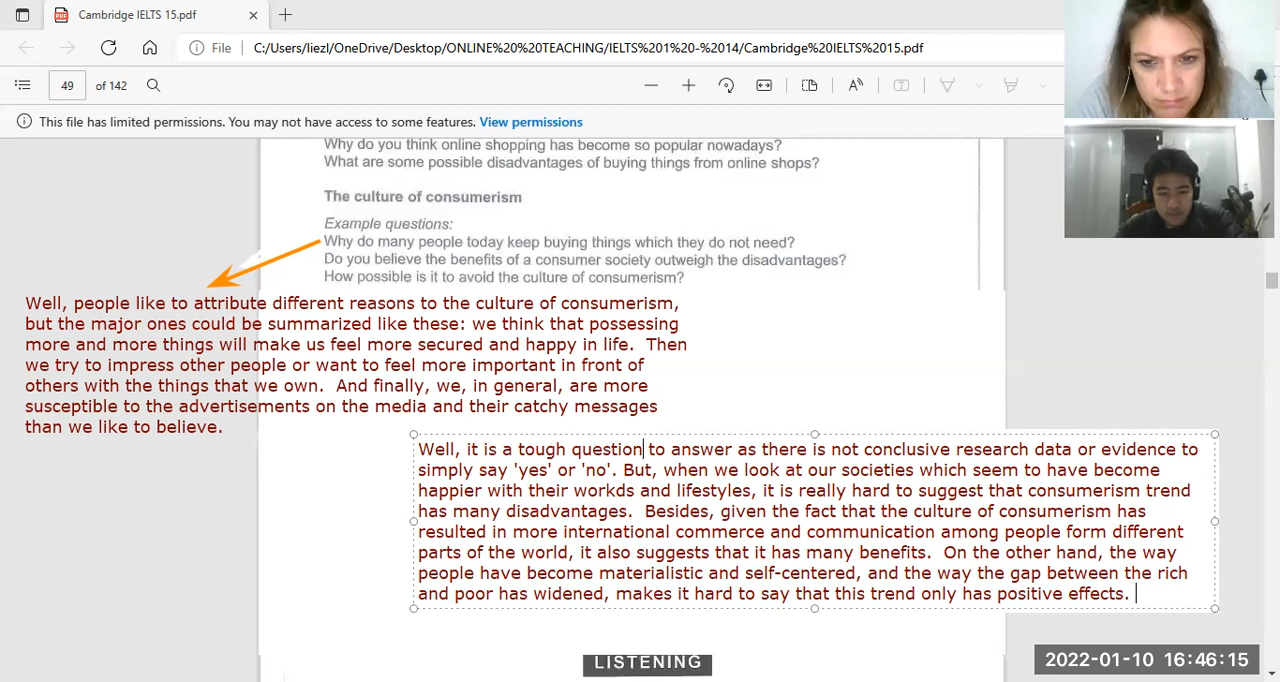 Cambridge IELTS 15.pdf
File
C:/Users/liezl/OneDrive/Desktop/ONLINE%20%20TEACHING/IELTS%201%20-%2014/Cambridge%20IELTS%2015.pdf
49 of 142
This file has limited permissions. You may not have access to some features. View permissions
Why do you think online shopping has become so popular nowadays?
What are some possible disadvantages of buying things from online shops?
The culture of consumerism
Example questions:
Why do many people today keep buying things which they do not need?
Do you believe the benefits of a consumer society outweigh the disadvantages?
How possible is it to avoid the culture of consumerism?
Well, people like to attribute different reasons to the culture of consumerism,
but the major ones could be summarized like these: we think that possessing
more and more things will make us feel more secured and happy in life.  Then
we try to impress other people or want to feel more important in front of
others with the things that we own.  And finally, we, in general, are more
susceptible to the advertisements on the media and their catchy messages
than we like to believe.
Well, it is a tough question to answer as there is not conclusive research data or evidence to
simply say 'yes' or 'no'. But, when we look at our societies which seem to have become
happier with their workds and lifestyles, it is really hard to suggest that consumerism trend
has many disadvantages.  Besides, given the fact that the culture of consumerism has
resulted in more international commerce and communication among people form different
parts of the world, it also suggests that it has many benefits.  On the other hand, the way
people have become materialistic and self-centered, and the way the gap between the rich
and poor has widened, makes it hard to say that this trend only has positive effects.
LISTENING
2022-01-10 16:46:15